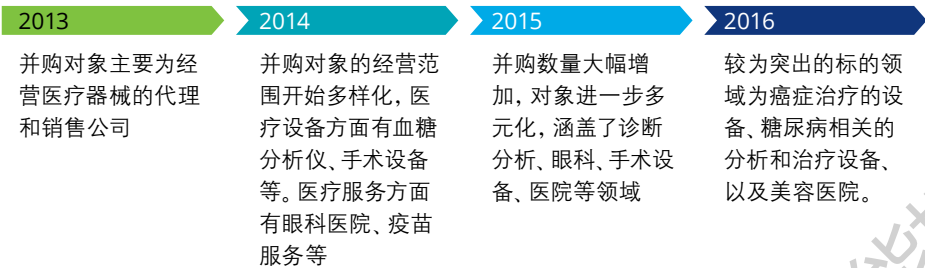 2013
并购对象主要为经
营医疗器械的代理
和销售公司
2014
并购对象的经营范
围开始多样化，医
疗设备方面有血糖
分析仪、手术设备
等。医疗服务方面
有眼科医院、疫苗
服务等
2015
并购数量大幅增
加，对象进一步多
元化，涵盖了诊断
分析、眼科、手术设
备、医院等领域
2016
较为突出的标的领
域为癌症治疗的设
备、糖尿病相关的
分析和治疗设备、
以及美容医院。